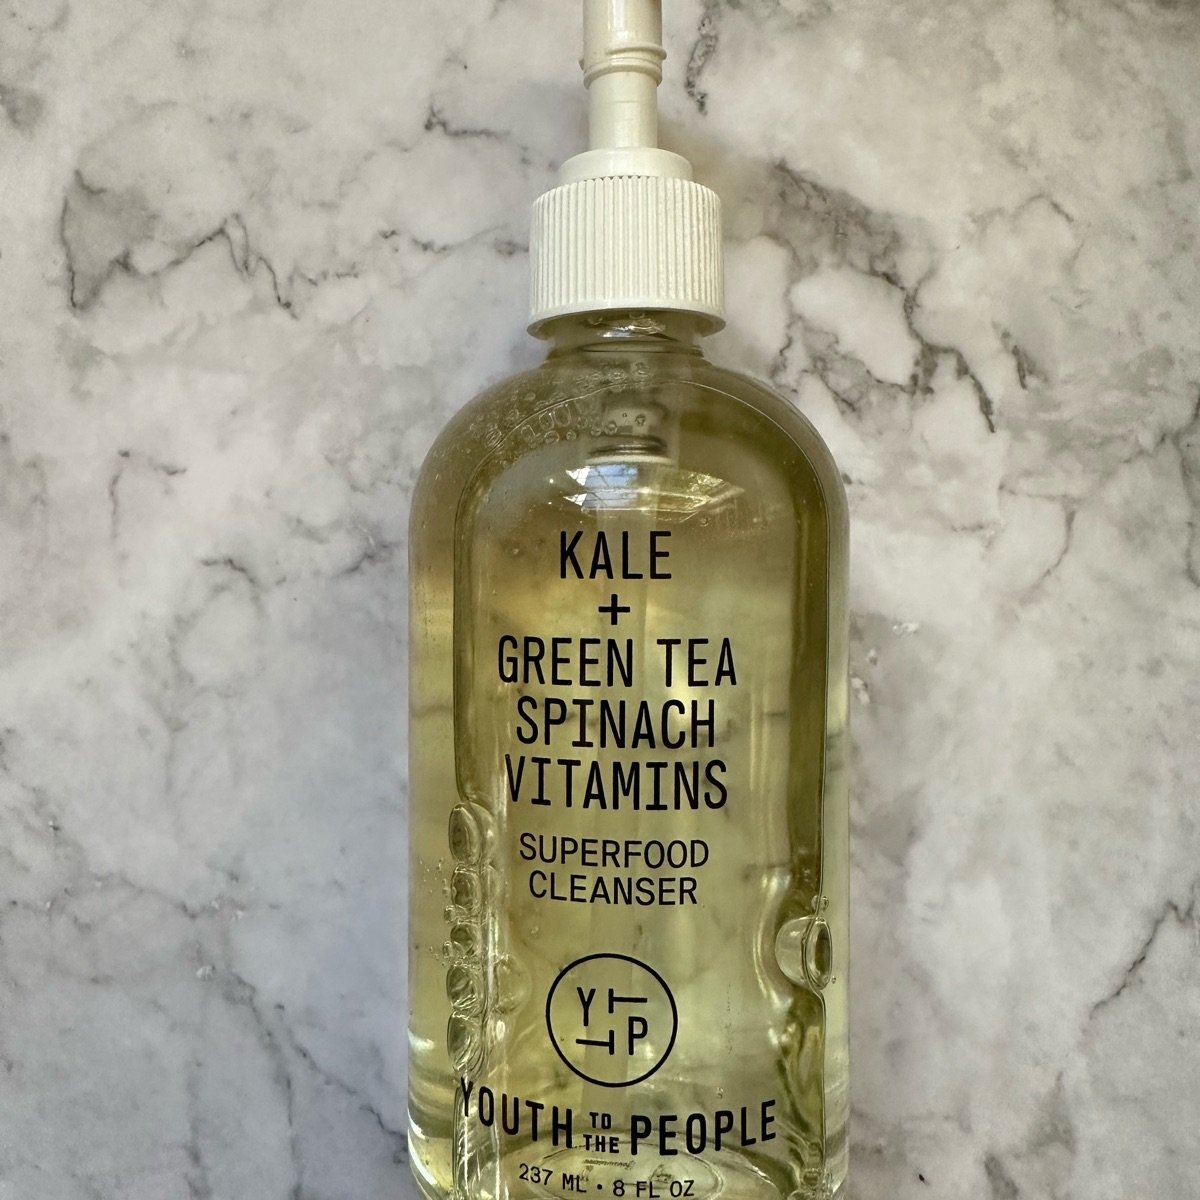 KALE
+
GREEN TEA
SPINACH
VITAMINS
SUPERFOOD
CLEANSER
YTTP
YOUTH TO THE PEOPLE
237 ML • 8 FL OZ